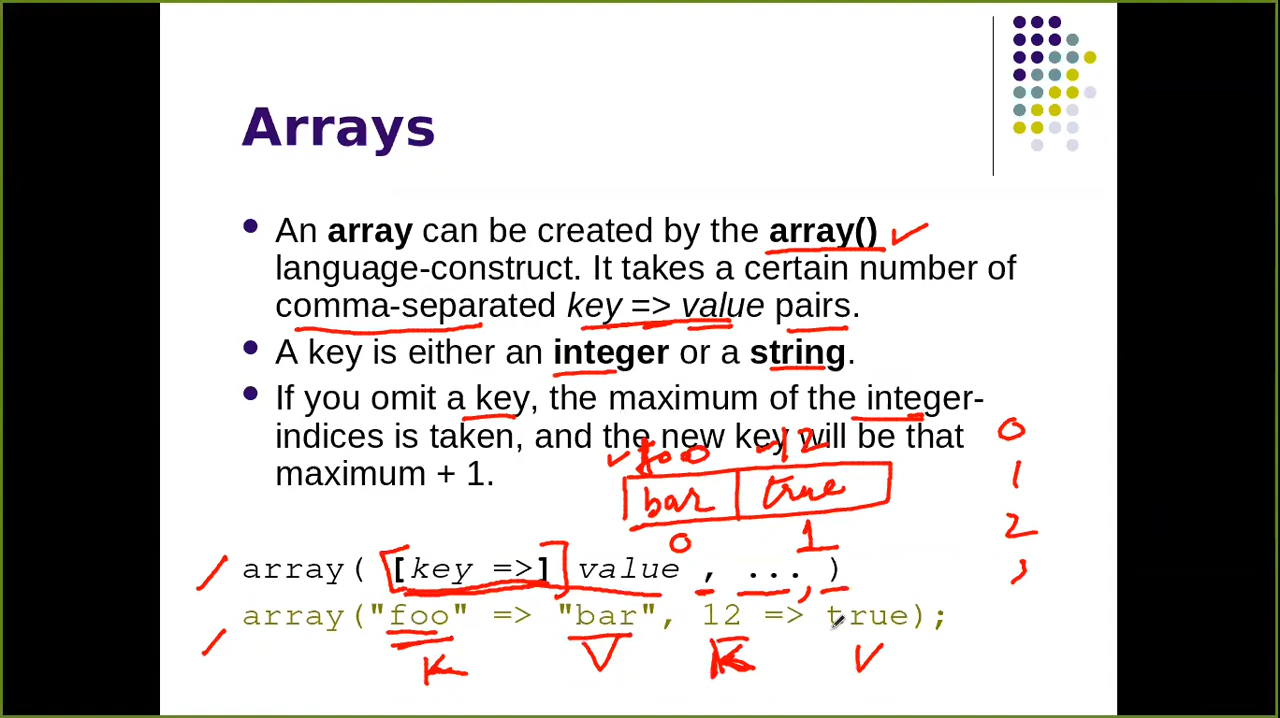 Arrays
• An array can be created by the array()
language-construct. It takes a certain number of
comma-separated key => value pairs.
• A key is either an integer or a string.
• If you omit a key, the maximum of the integer-
indices is taken, and the new key will be that
maximum + 1.
foo 12
bar true
0 1
0
1
2
array( [key =>] value , ... )
array("foo" => "bar", 12 => true);
K V K V